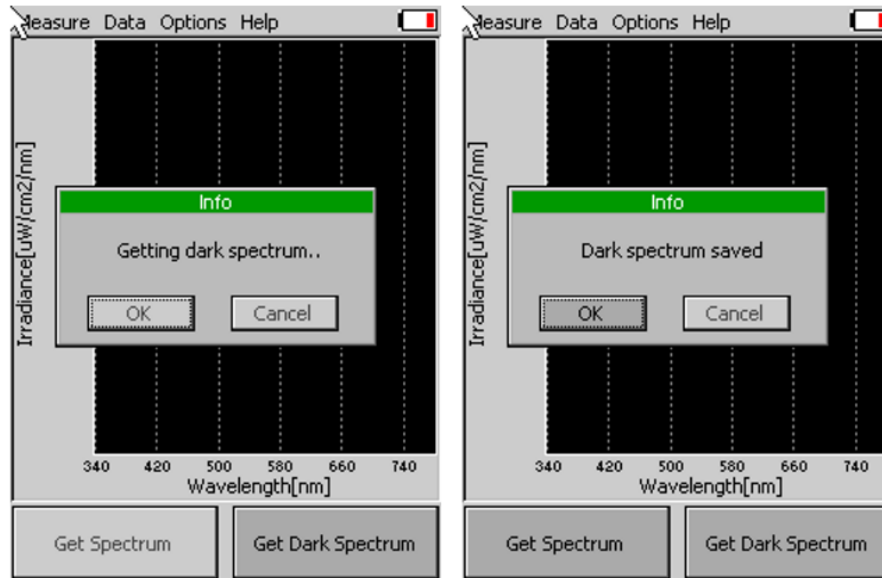 Measure Data Options Help
Irradiance[uW/cm2/nm]
Info
Getting dark spectrum..
OK Cancel
340 420 500 580 660 740
Wavelength[nm]
Get Spectrum Get Dark Spectrum
Measure Data Options Help
Irradiance[uW/cm2/nm]
Info
Dark spectrum saved
OK Cancel
340 420 500 580 660 740
Wavelength[nm]
Get Spectrum Get Dark Spectrum